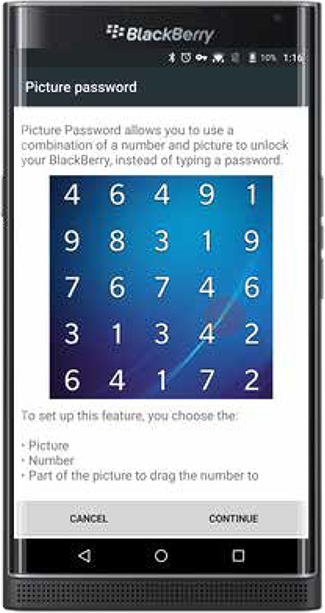 BlackBerry
10% 1:16
Picture password
Picture Password allows you to use a
combination of a number and picture to unlock
your BlackBerry, instead of typing a password.
4 6 4 9 1
9 8 3 1 9
7 6 7 4 6
3 1 3 4 2
6 4 1 7 2
To set up this feature, you choose the:
• Picture
• Number
• Part of the picture to drag the number to
CANCEL CONTINUE